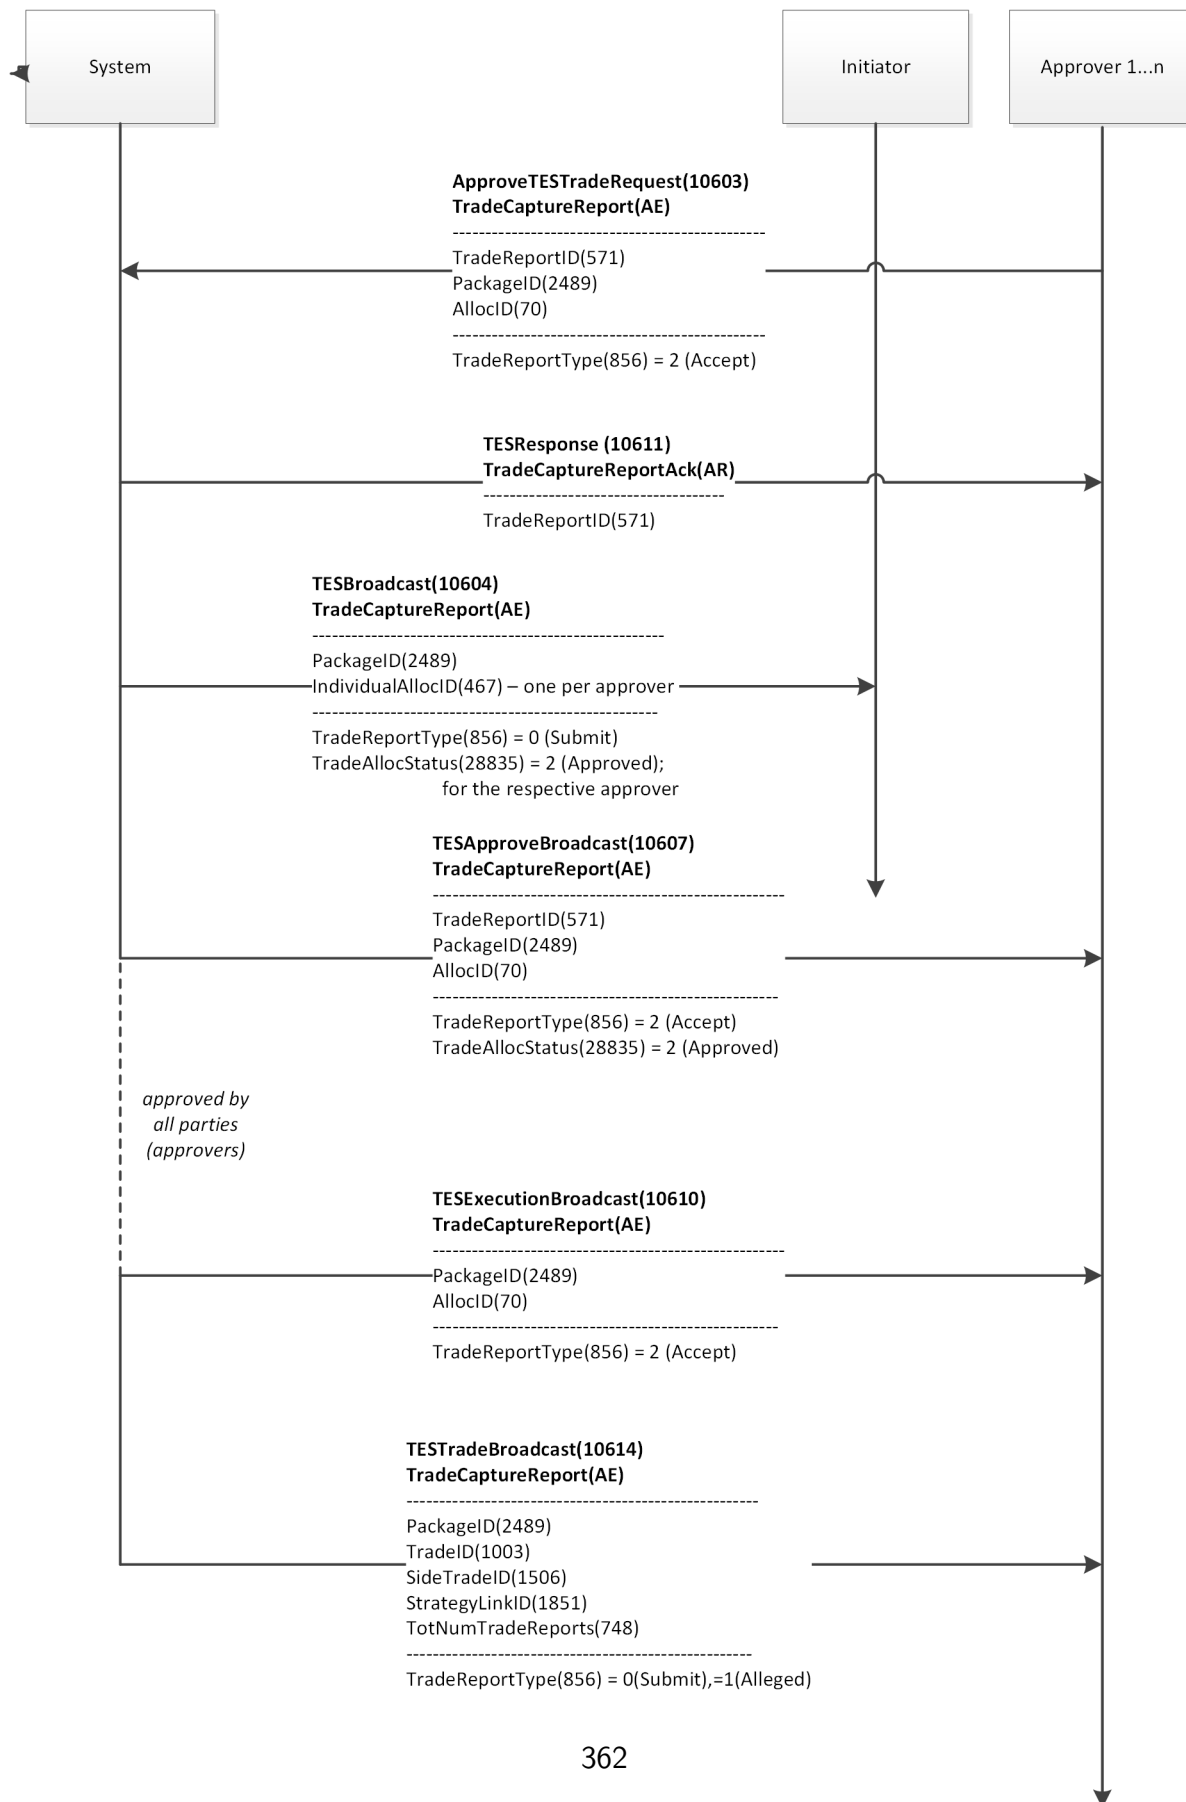 System
Initiator
Approver 1...n
ApproveTESTradeRequest(10603)
TradeCaptureReport(AE)
------------------------------------------------
TradeReportID(571)
PackageID(2489)
AllocID(70)
------------------------------------------------
TradeReportType(856) = 2 (Accept)
TESResponse (10611)
TradeCaptureReportAck(AR)
-------------------------------------
TradeReportID(571)
TESBroadcast(10604)
TradeCaptureReport(AE)
------------------------------------------------------
PackageID(2489)
IndividualAllocID(467) – one per approver
-----------------------------------------------------
TradeReportType(856) = 0 (Submit)
TradeAllocStatus(28835) = 2 (Approved);
for the respective approver
TESApproveBroadcast(10607)
TradeCaptureReport(AE)
------------------------------------------------------
TradeReportID(571)
PackageID(2489)
AllocID(70)
-----------------------------------------------------
TradeReportType(856) = 2 (Accept)
TradeAllocStatus(28835) = 2 (Approved)
approved by
all parties
(approvers)
TESExecutionBroadcast(10610)
TradeCaptureReport(AE)
------------------------------------------------------
PackageID(2489)
AllocID(70)
-----------------------------------------------------
TradeReportType(856) = 2 (Accept)
TESTradeBroadcast(10614)
TradeCaptureReport(AE)
------------------------------------------------------
PackageID(2489)
TradeID(1003)
SideTradeID(1506)
StrategyLinkID(1851)
TotNumTradeReports(748)
-----------------------------------------------------
TradeReportType(856) = 0(Submit),=1(Alleged)
362